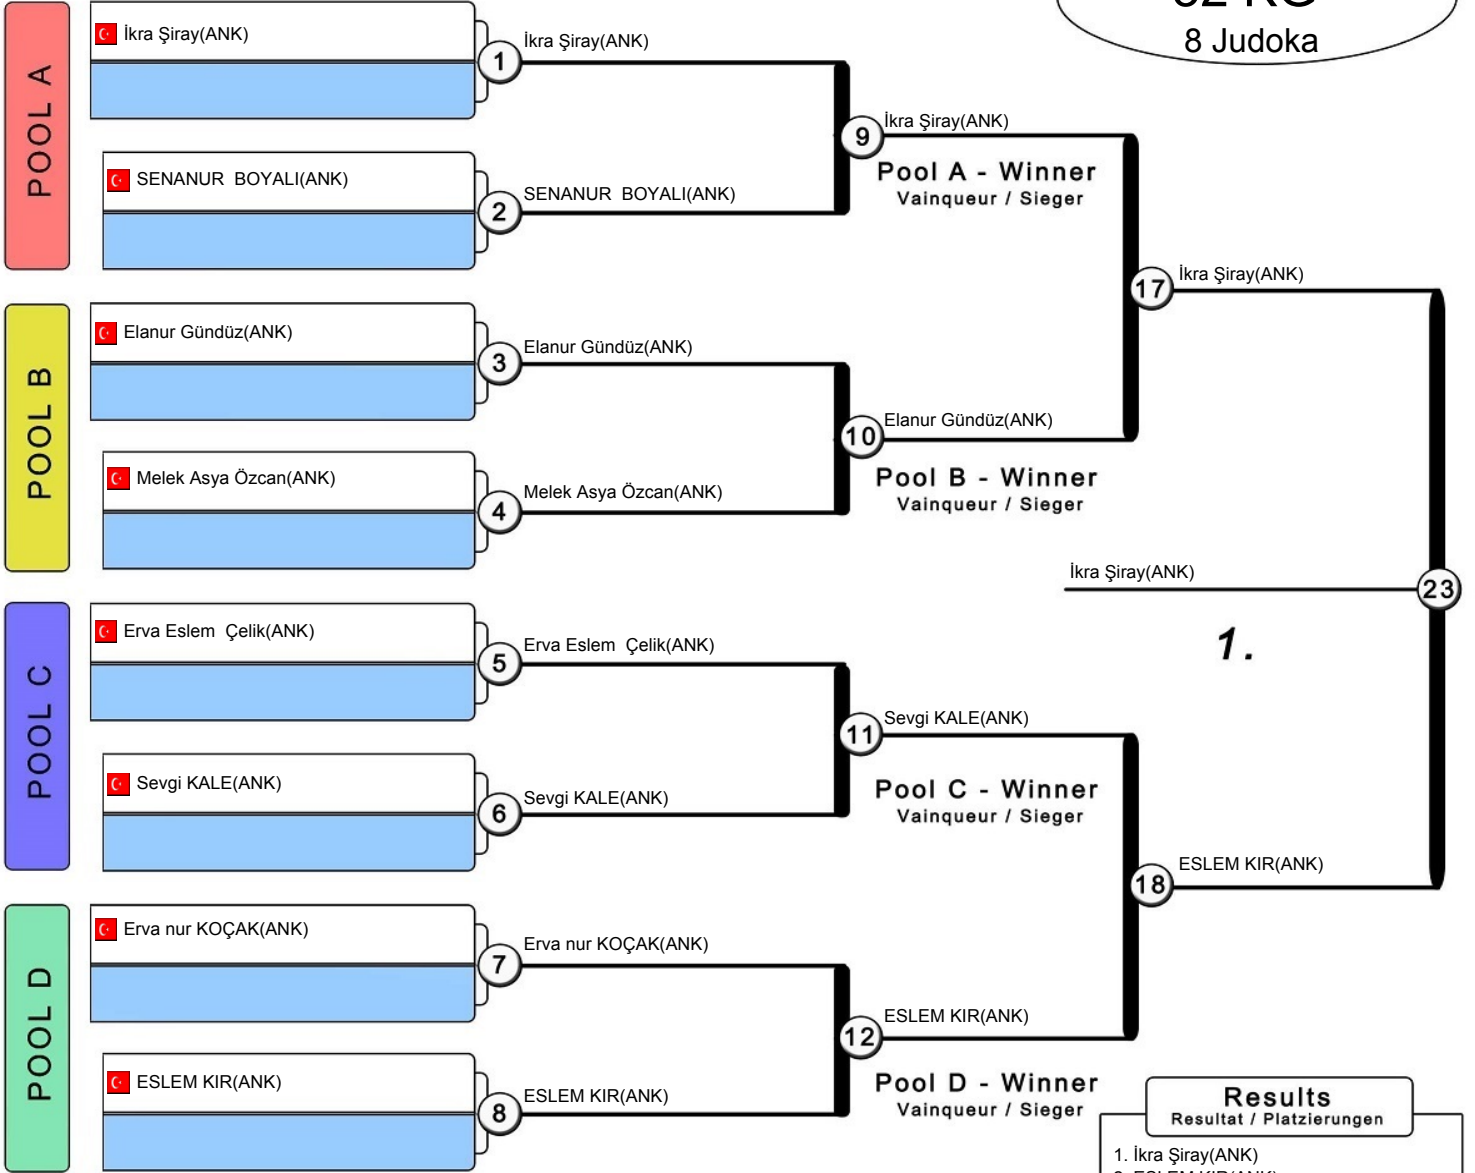 8 Judoka
POOL A
İkra Şiray(ANK)
1
İkra Şiray(ANK)
SENANUR BOYALI(ANK)
2
SENANUR BOYALI(ANK)
9
İkra Şiray(ANK)
Pool A - Winner
Vainqueur / Sieger
POOL B
Elanur Gündüz(ANK)
3
Elanur Gündüz(ANK)
Melek Asya Özcan(ANK)
4
Melek Asya Özcan(ANK)
10
Elanur Gündüz(ANK)
Pool B - Winner
Vainqueur / Sieger
17
İkra Şiray(ANK)
POOL C
Erva Eslem Çelik(ANK)
5
Erva Eslem Çelik(ANK)
Sevgi KALE(ANK)
6
Sevgi KALE(ANK)
11
Sevgi KALE(ANK)
Pool C - Winner
Vainqueur / Sieger
POOL D
Erva nur KOÇAK(ANK)
7
Erva nur KOÇAK(ANK)
ESLEM KIR(ANK)
8
ESLEM KIR(ANK)
12
ESLEM KIR(ANK)
Pool D - Winner
Vainqueur / Sieger
18
ESLEM KIR(ANK)
İkra Şiray(ANK)
23
1.
Results
Resultat / Platzierungen
1. İkra Şiray(ANK)